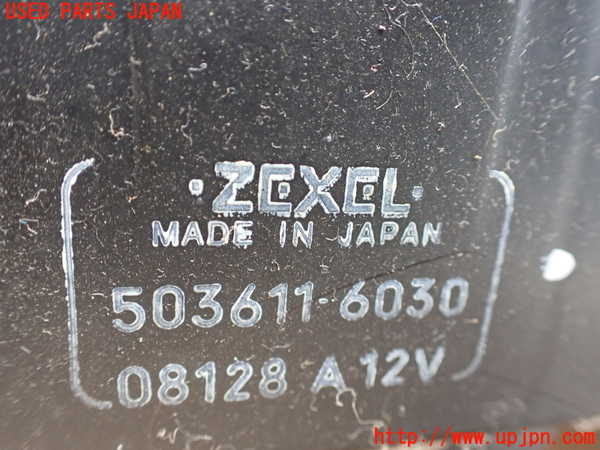 USED PARTS JAPAN
·ZEXEL·
MADE IN JAPAN
503611-6030
08128 A 12V
http://www.upjpn.com/